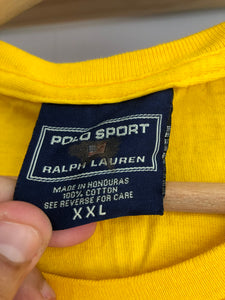 POLO SPORT
RALPH LAUREN
MADE IN HONDURAS
100% COTTON
SEE REVERSE FOR CARE
XXL